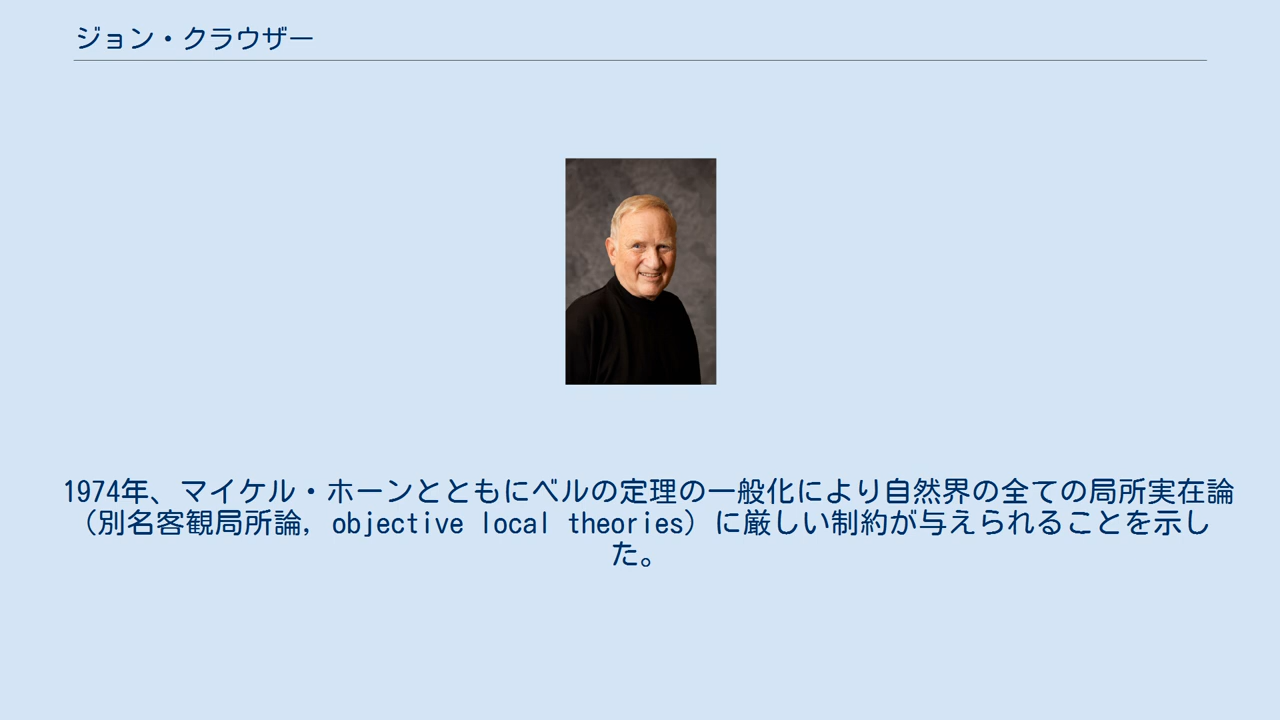 ジョン・クラウザー
1974年、マイケル・ホーンとともにベルの定理の一般化により自然界の全ての局所実在論
（別名客観局所論, objective local theories）に厳しい制約が与えられることを示し
た。